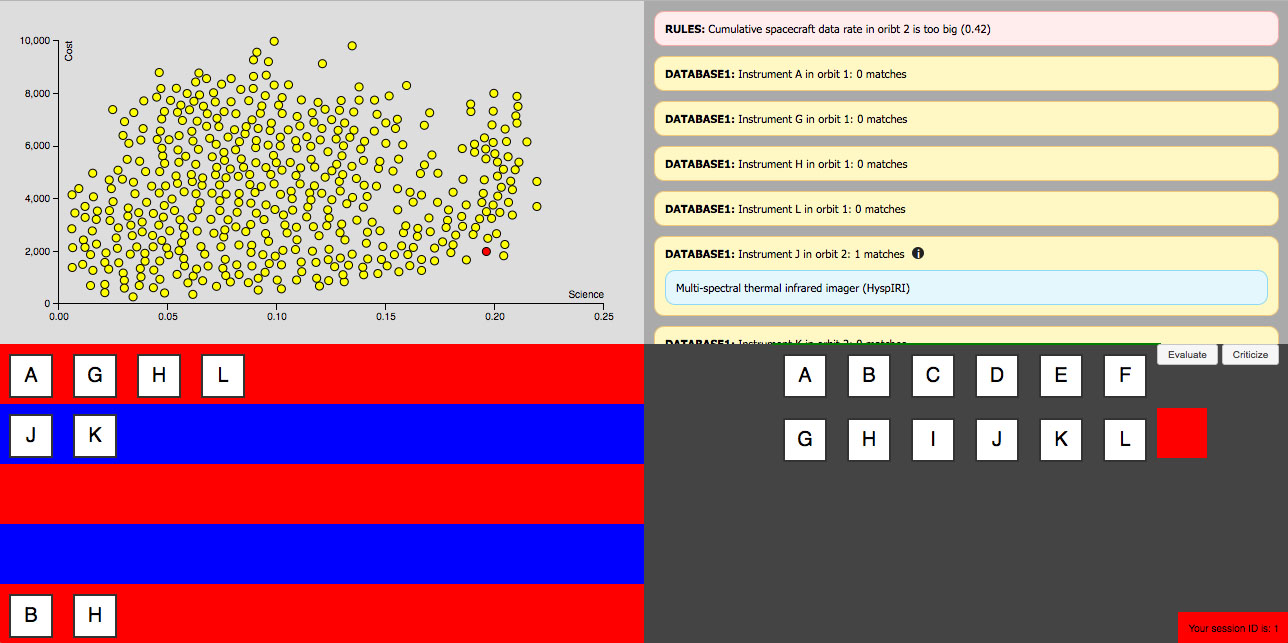 10,000
Cost
8,000
6,000
4,000
2,000
0
Science
0.00 0.05 0.10 0.15 0.20 0.25
RULES: Cumulative spacecraft data rate in oribt 2 is too big (0.42)
DATABASE1: Instrument A in orbit 1: 0 matches
DATABASE1: Instrument G in orbit 1: 0 matches
DATABASE1: Instrument H in orbit 1: 0 matches
DATABASE1: Instrument L in orbit 1: 0 matches
DATABASE1: Instrument J in orbit 2: 1 matches i
Multi-spectral thermal infrared imager (HyspIRI)
DATABASE1: Instrument K in orbit 2: 0 matches
A G H L
J K
B H
Evaluate Criticize
A B C D E F
G H I J K L
Your session ID is: 1